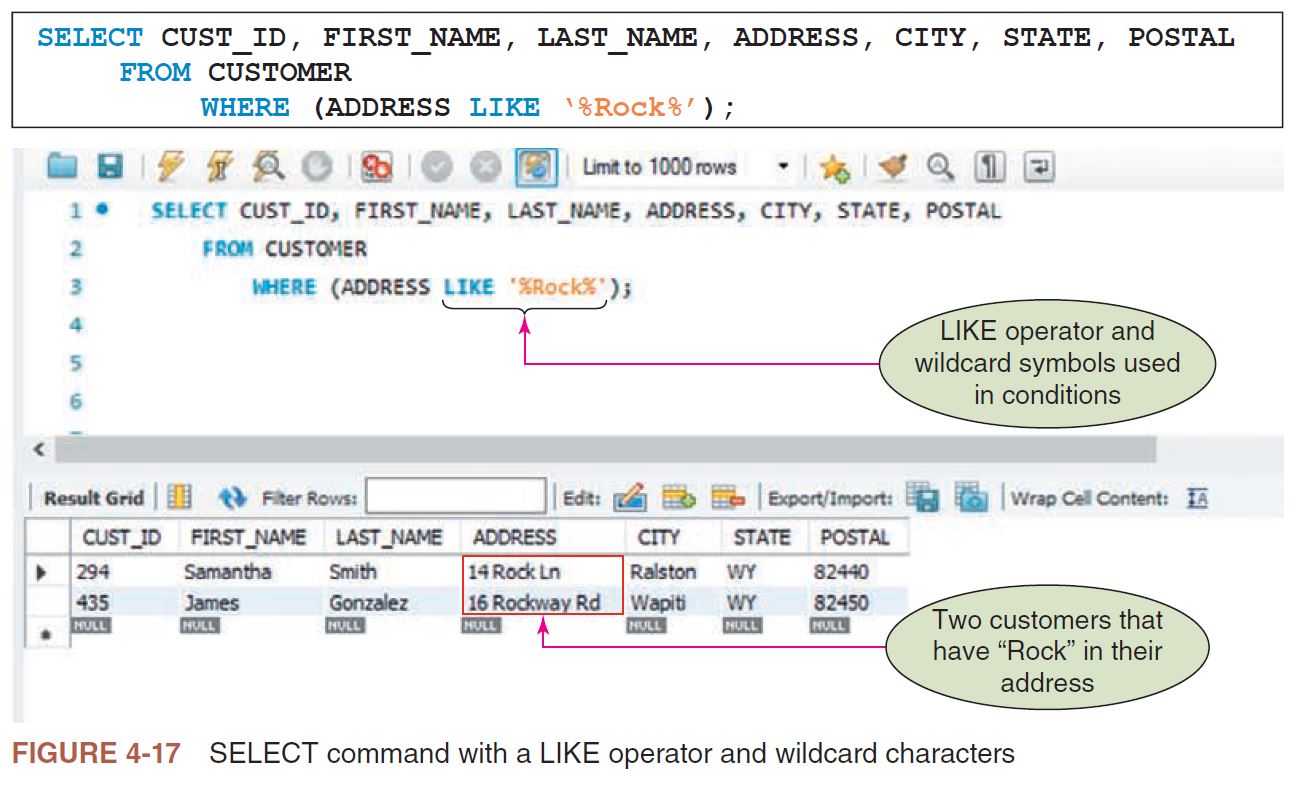 SELECT CUST_ID, FIRST_NAME, LAST_NAME, ADDRESS, CITY, STATE, POSTAL
FROM CUSTOMER
WHERE (ADDRESS LIKE ‘%Rock%’);
Limit to 1000 rows
1 SELECT CUST_ID, FIRST_NAME, LAST_NAME, ADDRESS, CITY, STATE, POSTAL
2 FROM CUSTOMER
3 WHERE (ADDRESS LIKE '%Rock%');
4
5
6
LIKE operator and
wildcard symbols used
in conditions
Result Grid Filter Rows: Edit: Export/Import: Wrap Cell Content:
CUST_ID FIRST_NAME LAST_NAME ADDRESS CITY STATE POSTAL
294 Samantha Smith 14 Rock Ln Ralston WY 82440
435 James Gonzalez 16 Rockway Rd Wapiti WY 82450
NULL NULL NULL NULL NULL NULL NULL
Two customers that
have “Rock” in their
address
FIGURE 4-17 SELECT command with a LIKE operator and wildcard characters